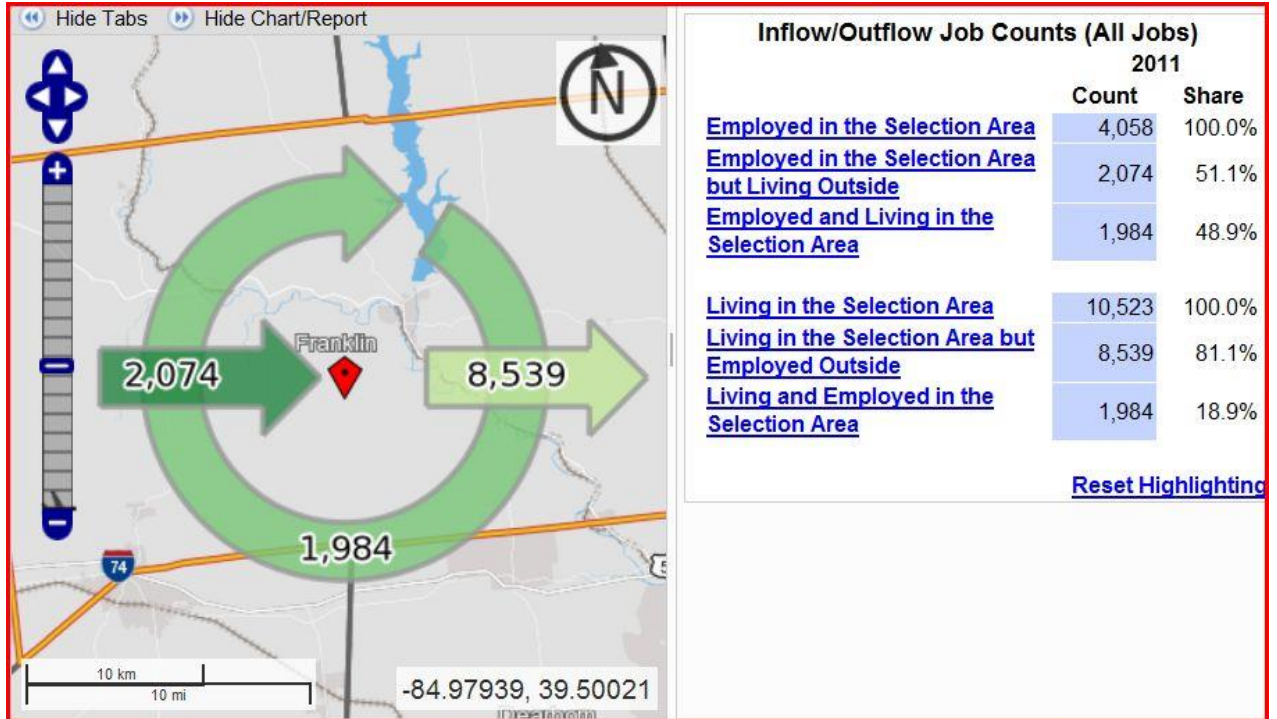 Hide Tabs Hide Chart/Report
N
Franklin
2,074
8,539
1,984
74
5
10 km
10 mi
-84.97939, 39.50021
Dearborn
Inflow/Outflow Job Counts (All Jobs)
2011
Count Share
Employed in the Selection Area 4,058 100.0%
Employed in the Selection Area
but Living Outside 2,074 51.1%
Employed and Living in the
Selection Area 1,984 48.9%
Living in the Selection Area 10,523 100.0%
Living in the Selection Area but
Employed Outside 8,539 81.1%
Living and Employed in the
Selection Area 1,984 18.9%
Reset Highlighting